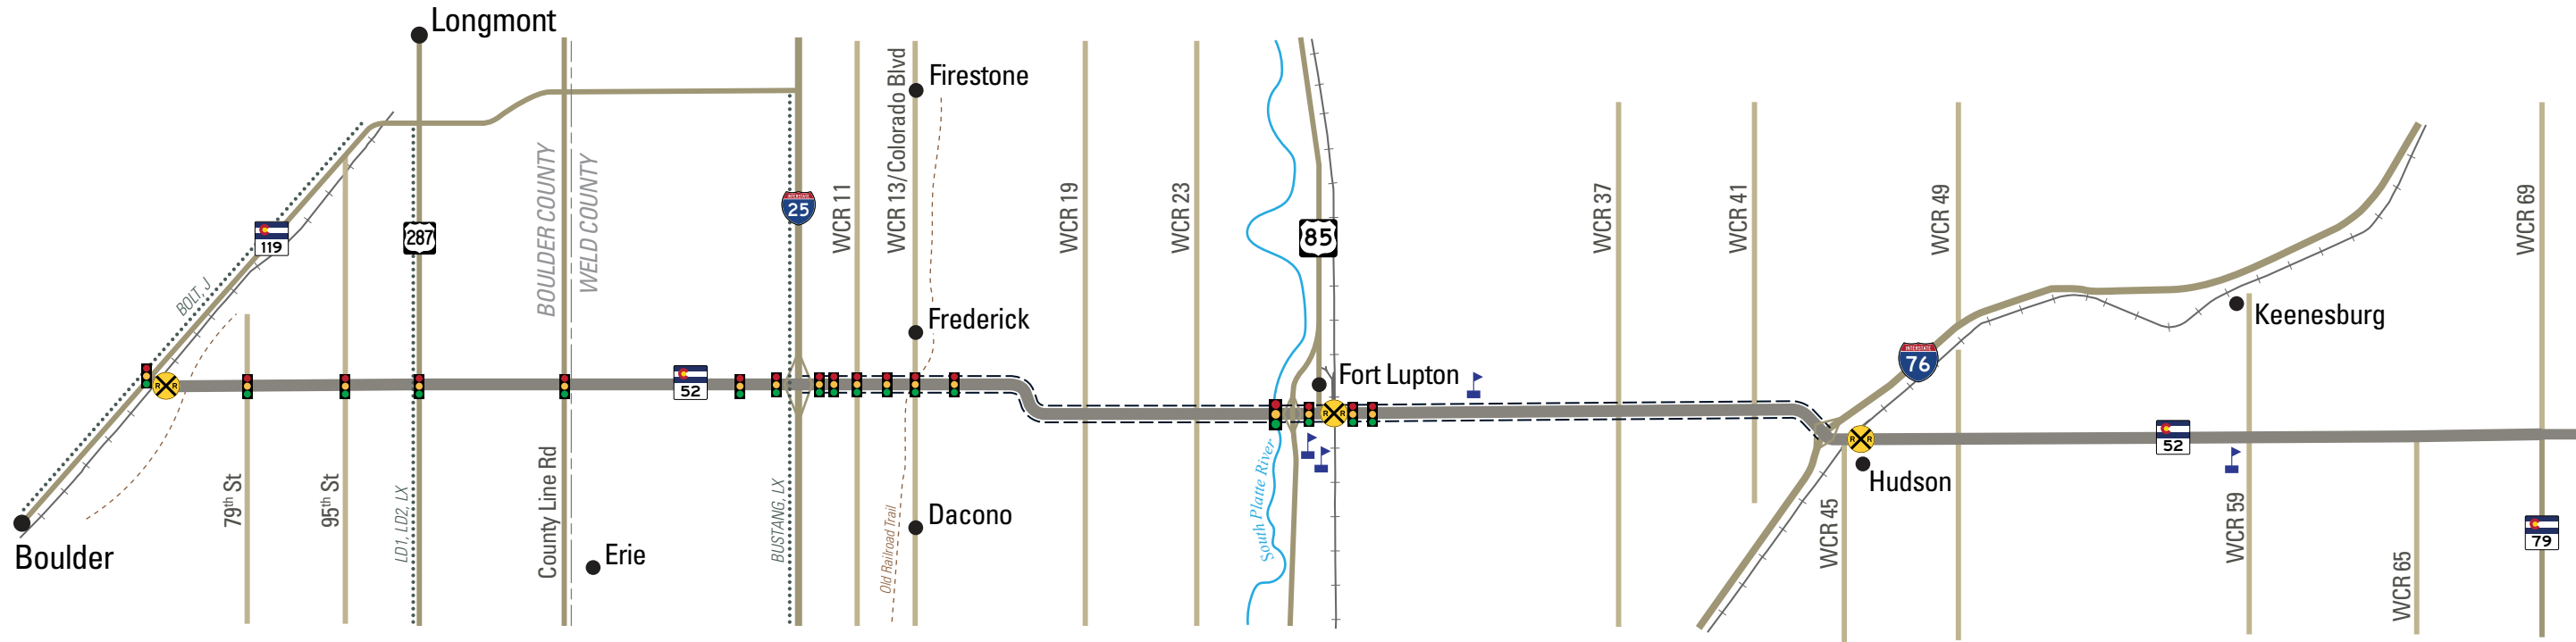 Longmont
Firestone
WCR 13/Colorado Blvd
BOULDER COUNTY
WELD COUNTY
INTERSTATE
25
WCR 11
WCR 19
WCR 23
WCR 37
WCR 41
WCR 49
WCR 69
119
287
85
BOLT, J
Frederick
Keenesburg
INTERSTATE
76
Fort Lupton
R R
52
R R
R R
52
Hudson
79th St
95th St
LD1, LD2, LX
County Line Rd
BUSTANG, LX
Old Railroad Trail
Dacono
South Platte River
WCR 45
WCR 59
WCR 65
79
Boulder
Erie